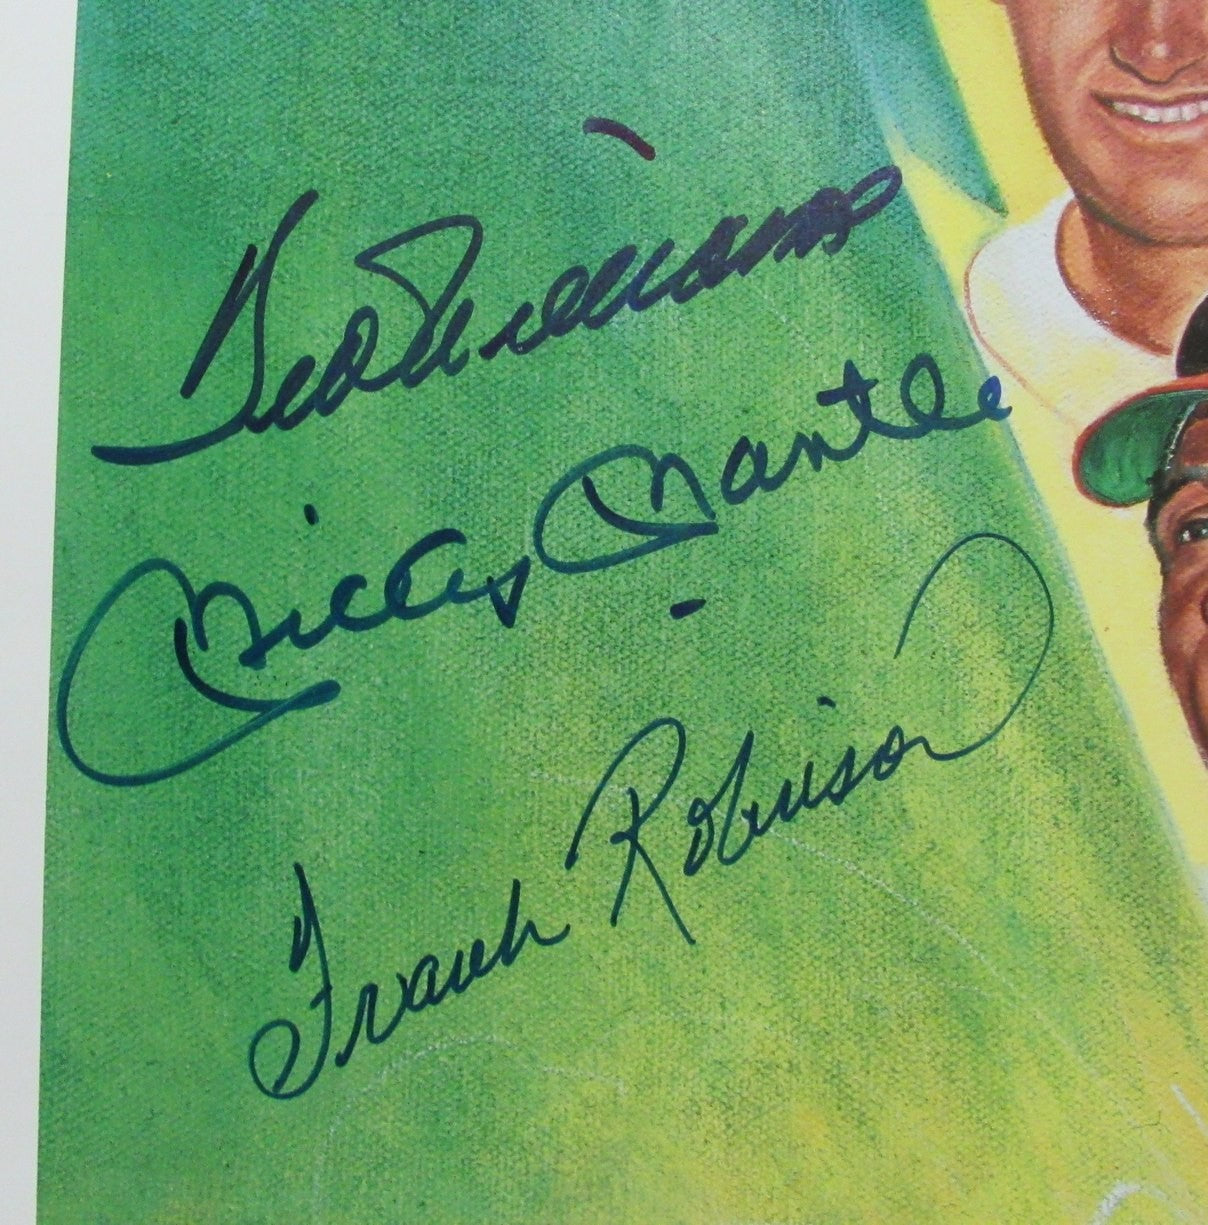 Ted Williams
Mickey Mantle
Frank Robinson